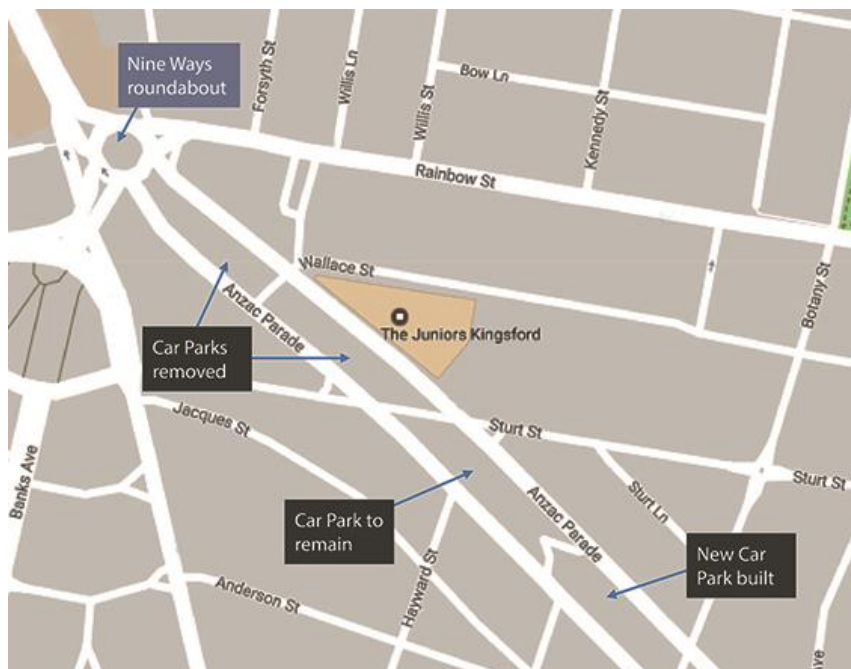 Nine Ways
roundabout
Forsyth St
Willis Ln
Willis St
Bow Ln
Kennedy St
Rainbow St
Wallace St
Botany St
The Juniors Kingsford
Anzac Parade
Car Parks
removed
Jacques St
Banks Ave
Sturt St
Sturt St
Sturt Ln
Car Park to
remain
Anzac Parade
New Car
Park built
Hayward St
Anderson St
ve